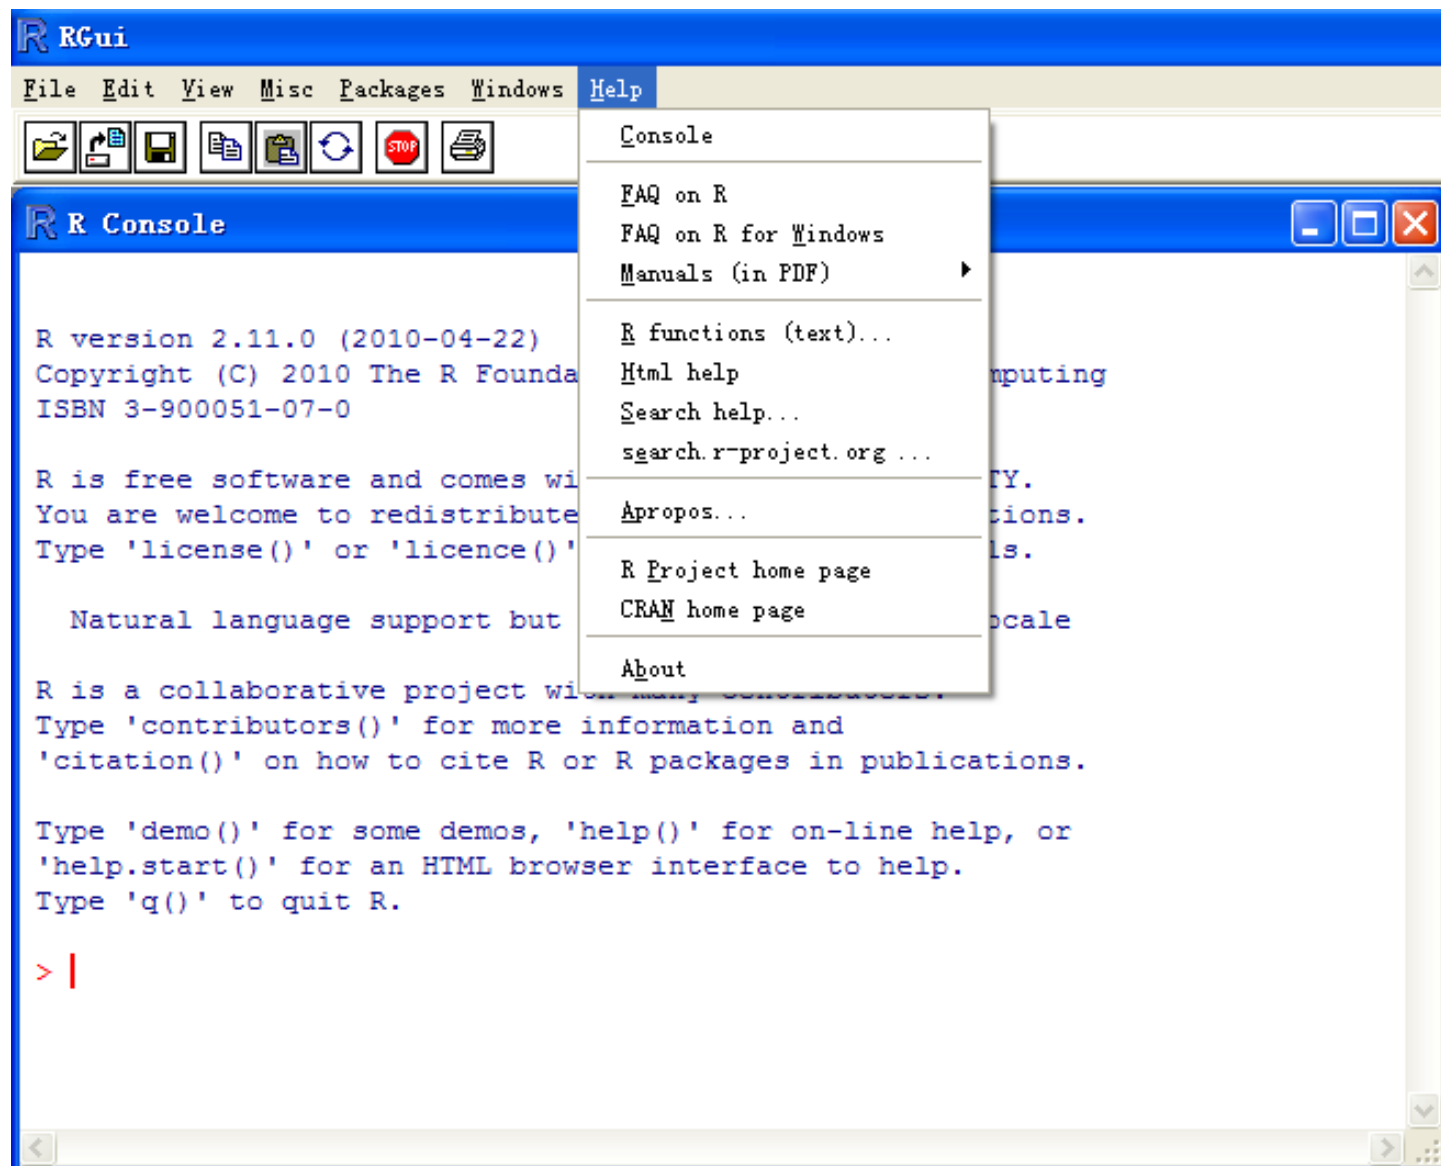 RGui
File Edit View Misc Packages Windows Help
STOP
Console
FAQ on R
FAQ on R for Windows
Manuals (in PDF)
R functions (text)...
Html help
Search help...
search.r-project.org ...
Apropos...
R Project home page
CRAN home page
About
R Console
R version 2.11.0 (2010-04-22)
Copyright (C) 2010 The R Founda mputing
ISBN 3-900051-07-0
R is free software and comes wi TY.
You are welcome to redistribute tions.
Type 'license()' or 'licence()' ls.
Natural language support but ocale
R is a collaborative project with many contributors.
Type 'contributors()' for more information and
'citation()' on how to cite R or R packages in publications.
Type 'demo()' for some demos, 'help()' for on-line help, or
'help.start()' for an HTML browser interface to help.
Type 'q()' to quit R.
>